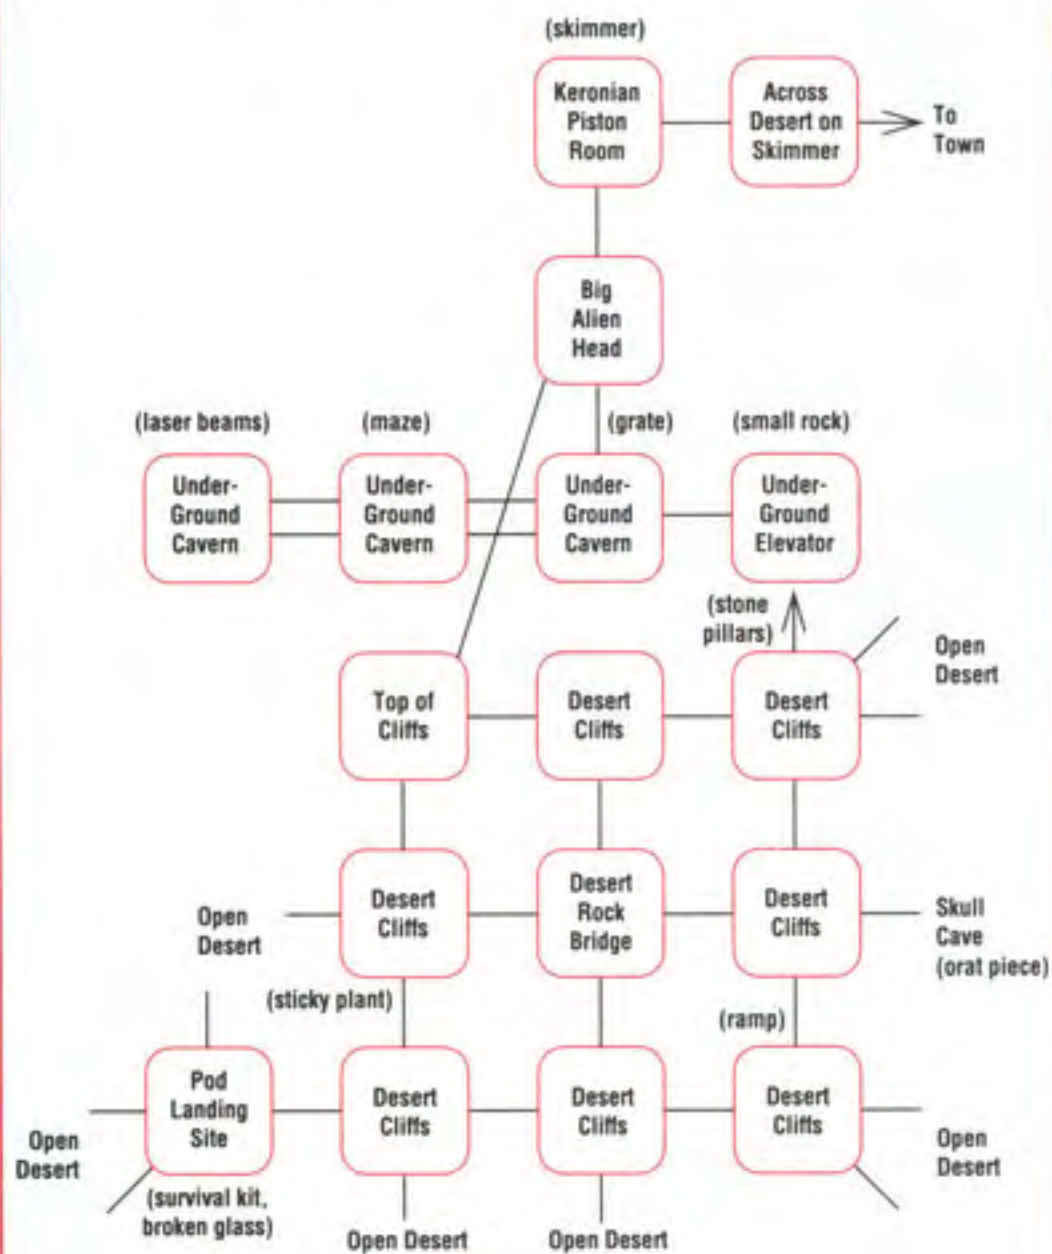 (skimmer)
Keronian
Piston
Room
Across
Desert on
Skimmer
To
Town
Big
Alien
Head
(laser beams)
(maze)
(grate)
(small rock)
Under-
Ground
Cavern
Under-
Ground
Cavern
Under-
Ground
Cavern
Under-
Ground
Elevator
(stone
pillars)
Open
Desert
Top of
Cliffs
Desert
Cliffs
Desert
Cliffs
Open
Desert
Desert
Cliffs
Desert
Rock
Bridge
Desert
Cliffs
Skull
Cave
(orat piece)
(sticky plant)
(ramp)
Pod
Landing
Site
Desert
Cliffs
Desert
Cliffs
Desert
Cliffs
Open
Desert
Open
Desert
(survival kit,
broken glass)
Open Desert
Open Desert